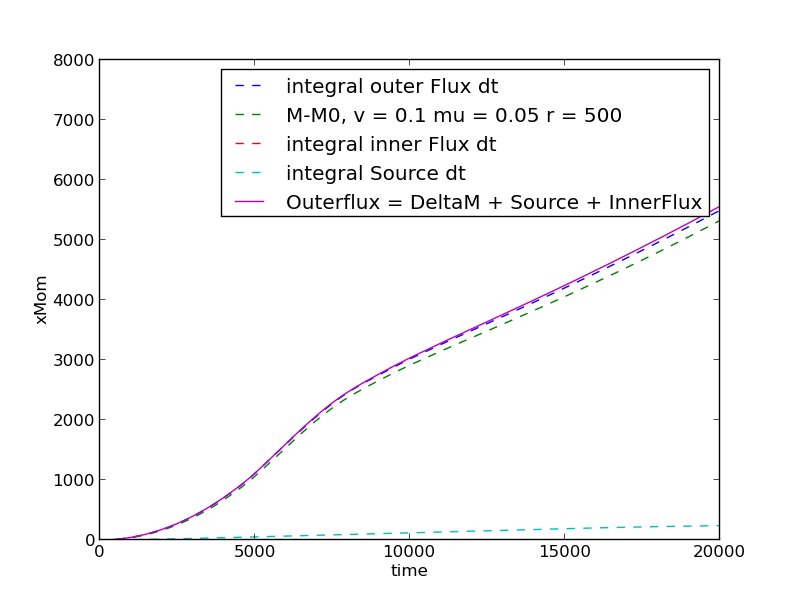 8000
7000
6000
5000
4000
3000
2000
1000
0
xMom
integral outer Flux dt
M-M0, v = 0.1 mu = 0.05 r = 500
integral inner Flux dt
integral Source dt
Outerflux = DeltaM + Source + InnerFlux
0 5000 10000 15000 20000
time